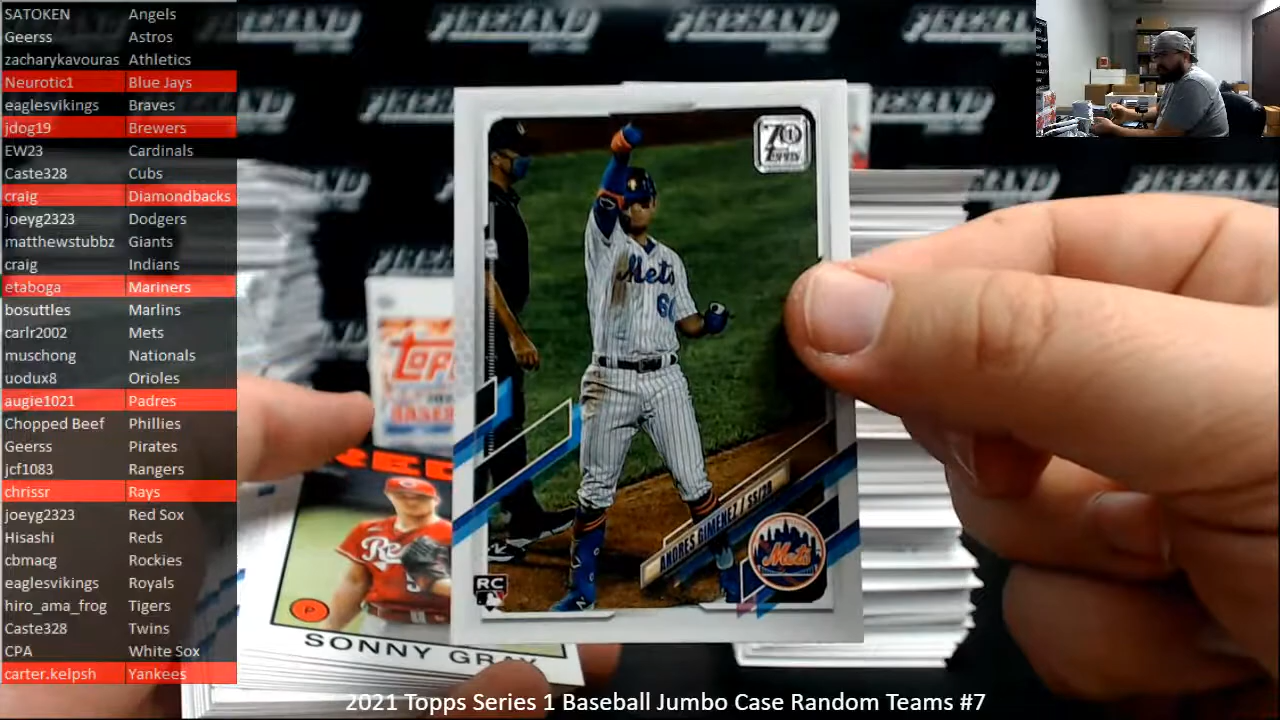 SATOKEN Angels
Geerss Astros
zacharykavouras Athletics
Neurotic1 Blue Jays
eaglesvikings Braves
jdog19 Brewers
EW23 Cardinals
Caste328 Cubs
craig Diamondbacks
joeyg2323 Dodgers
matthewstubbz Giants
craig Indians
etaboga Mariners
bosuttles Marlins
carlr2002 Mets
muschong Nationals
uodux8 Orioles
augie1021 Padres
Chopped Beef Phillies
Geerss Pirates
jcf1083 Rangers
chrissr Rays
joeyg2323 Red Sox
Hisashi Reds
cbmacg Rockies
eaglesvikings Royals
hiro_ama_frog Tigers
Caste328 Twins
CPA White Sox
carter.kelpsh Yankees
FIREHAND
70
Mets
60
ANDRES GIMENEZ / SS/2B
Mets
RC
P
SONNY GRAY
2021 Topps Series 1 Baseball Jumbo Case Random Teams #7